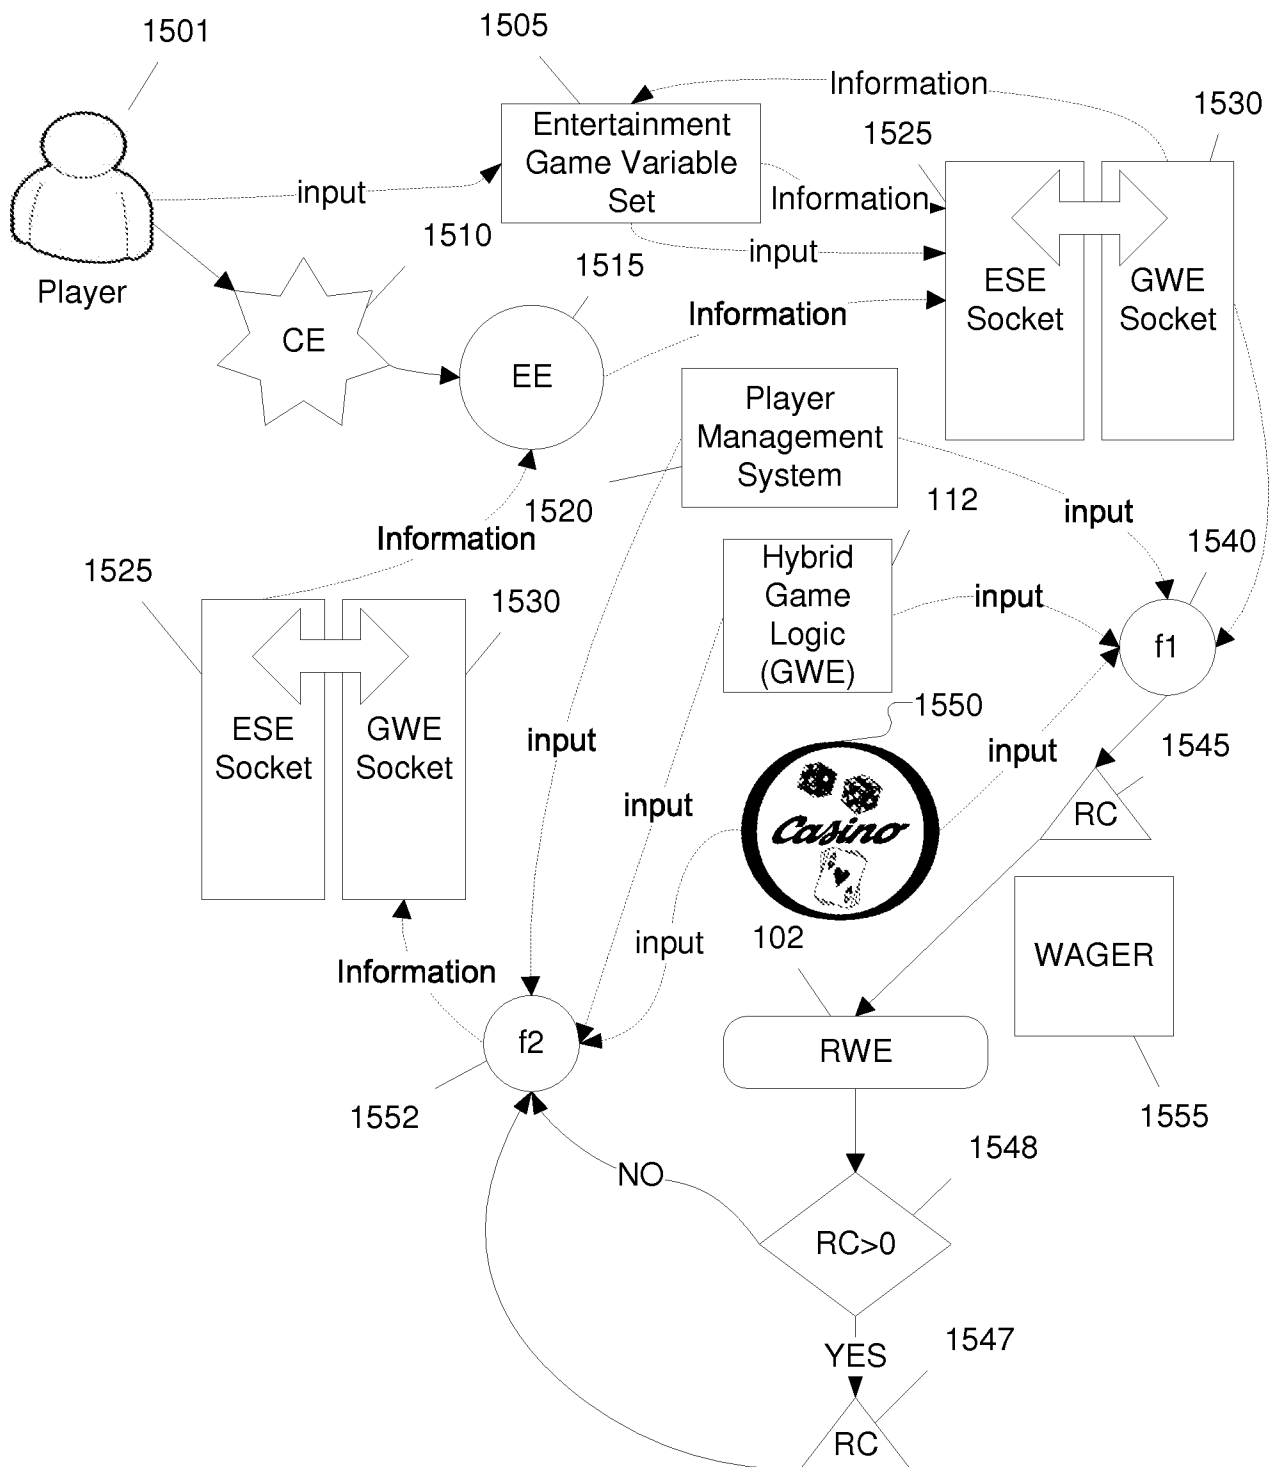 1501
1505
Information
1530
1525
Entertainment
Game Variable
Set
input
Information
1510
input
1515
Player
ESE
Socket
GWE
Socket
Information
CE
EE
Player
Management
System
112
input
1520
Information
1540
Hybrid
Game
Logic
(GWE)
1525
1530
input
f1
1550
ESE
Socket
GWE
Socket
input
input
1545
input
RC
Casino
102
input
WAGER
Information
f2
RWE
1552
1555
1548
NO
RC>0
1547
YES
RC